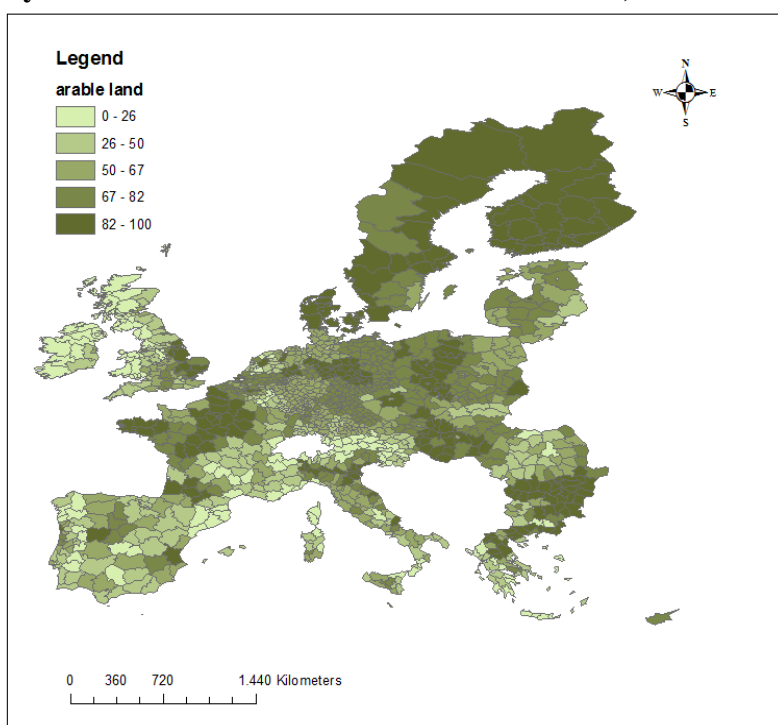 Legend
arable land
0 - 26
26 - 50
50 - 67
67 - 82
82 - 100
N
W E
S
0 360 720 1.440 Kilometers